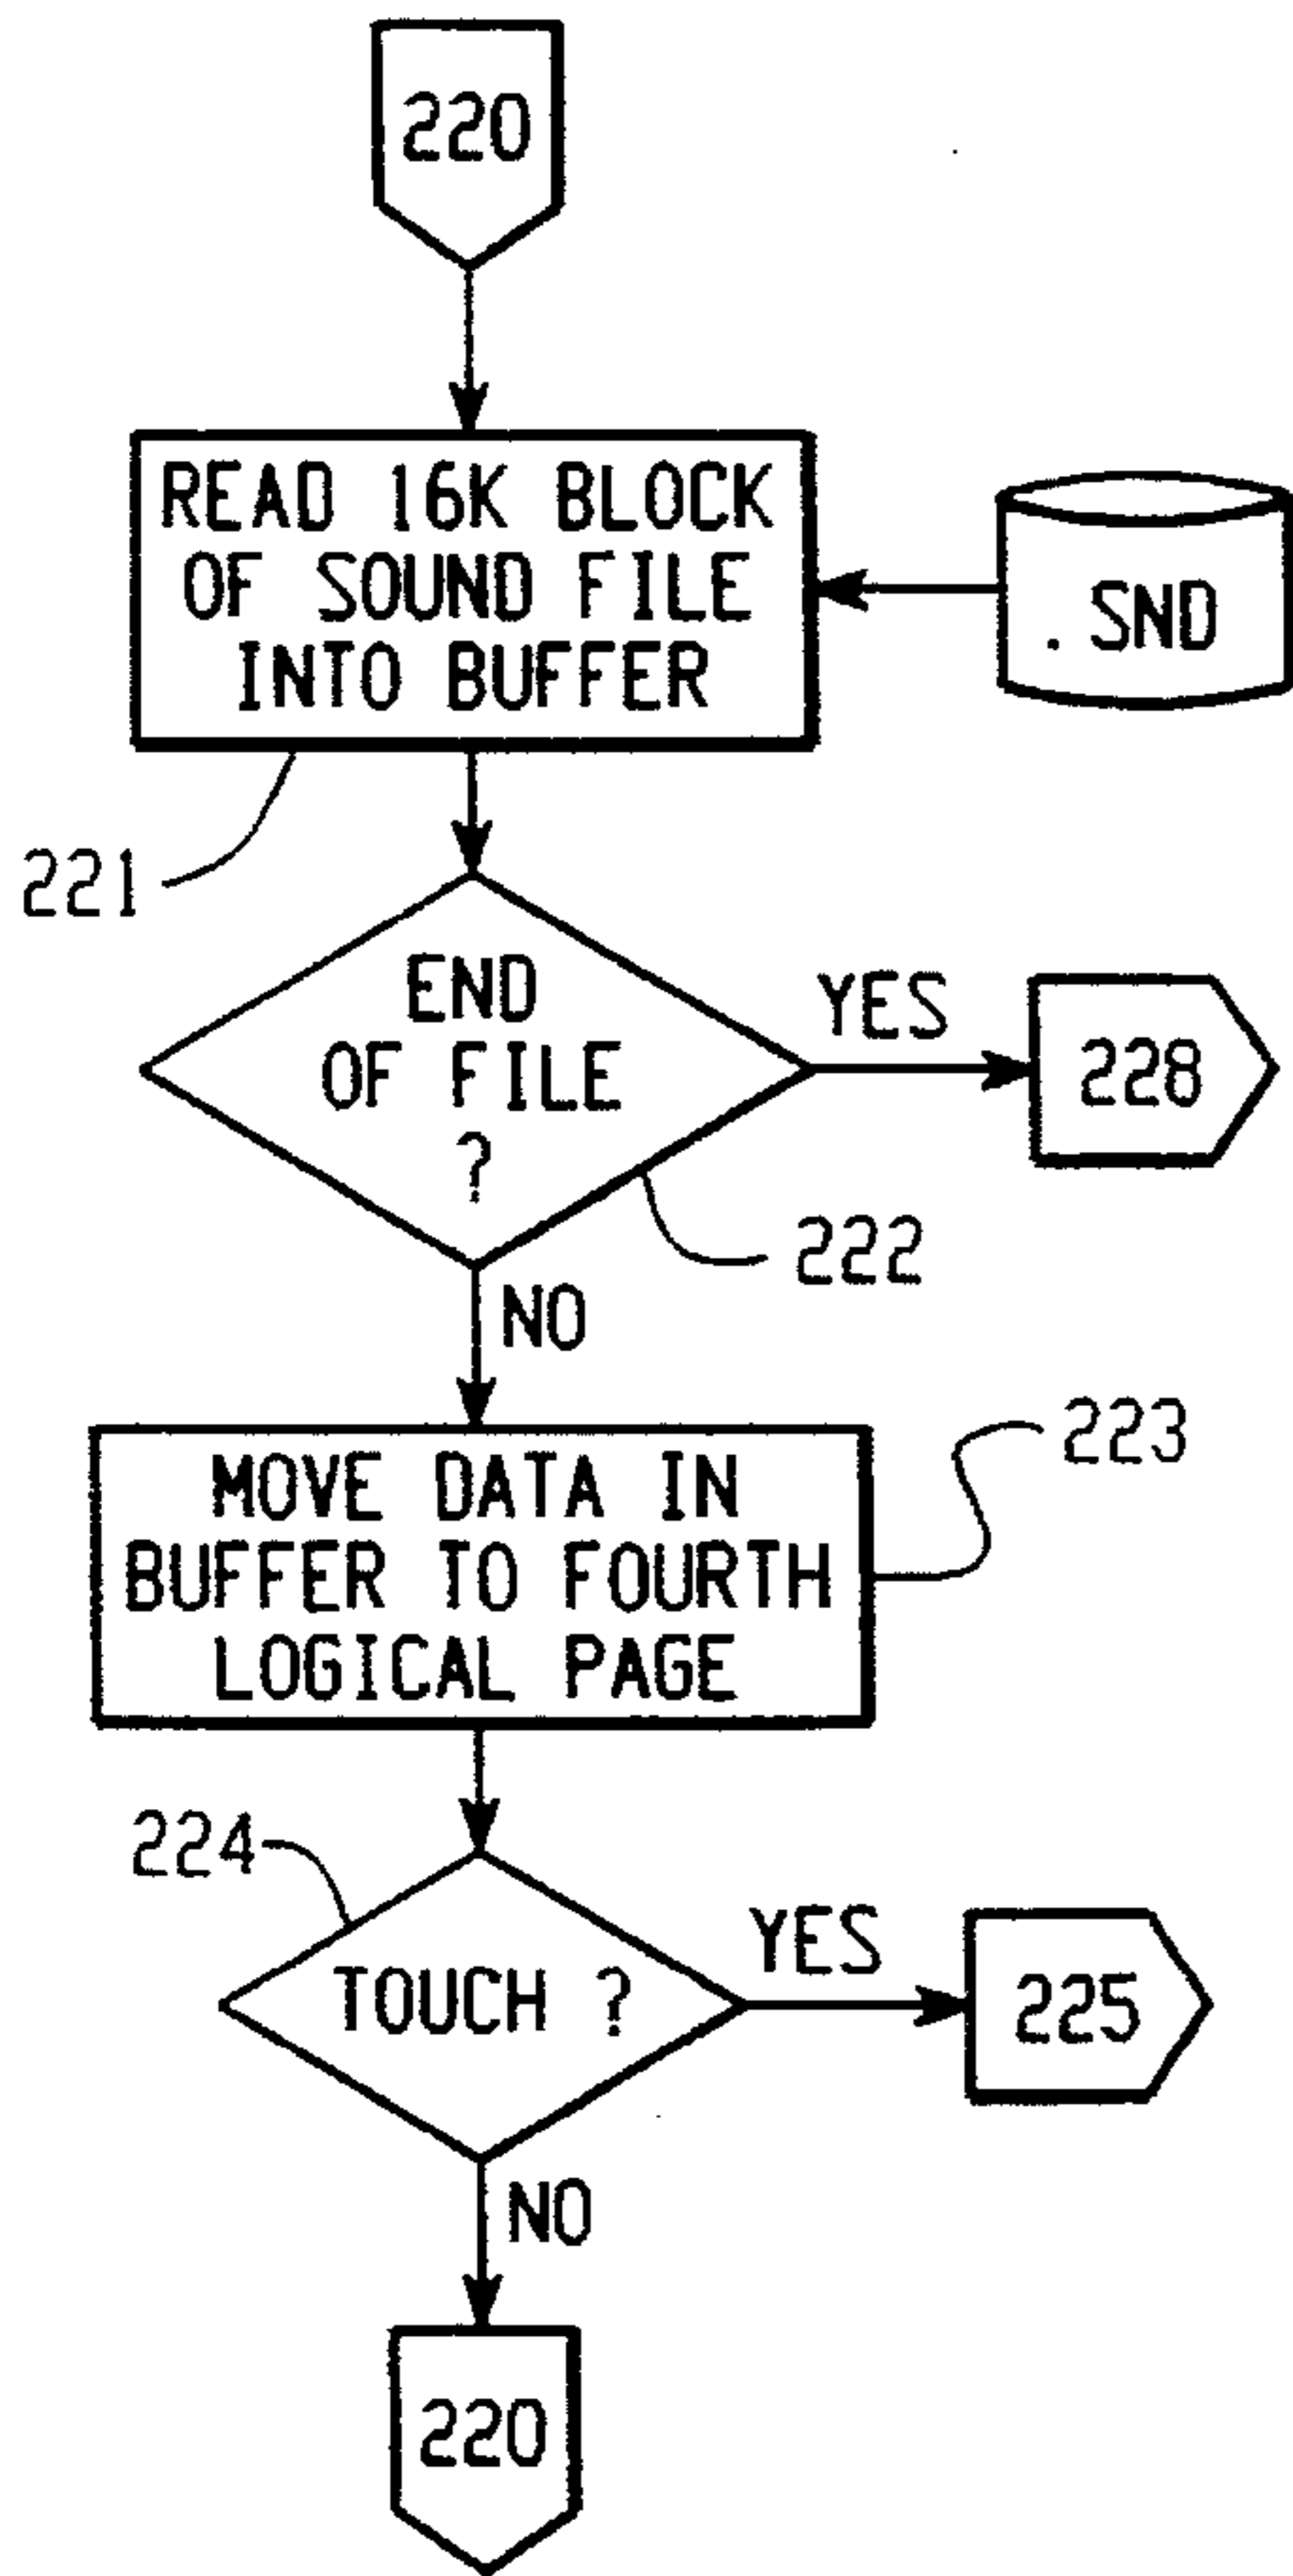 220
READ 16K BLOCK
OF SOUND FILE
INTO BUFFER
.SND
221
END
OF FILE
?
YES
228
222
NO
223
MOVE DATA IN
BUFFER TO FOURTH
LOGICAL PAGE
224
TOUCH ?
YES
225
NO
220